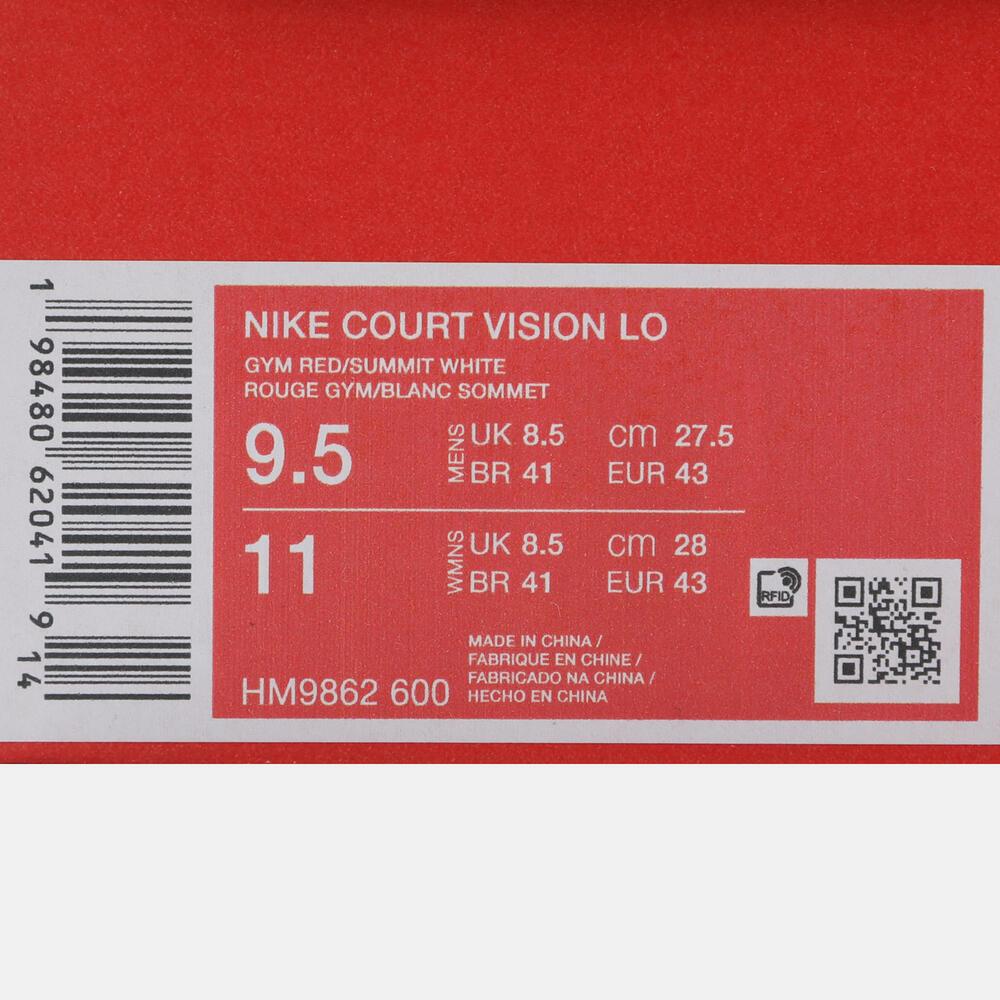 NIKE COURT VISION LO
GYM RED/SUMMIT WHITE
ROUGE GYM/BLANC SOMMET
9.5 MENS UK 8.5 cm 27.5
BR 41 EUR 43
11 WMNS UK 8.5 cm 28
BR 41 EUR 43
RFID
MADE IN CHINA /
FABRIQUE EN CHINE /
FABRICADO NA CHINA /
HECHO EN CHINA
HM9862 600
1 98480 62041 9 14